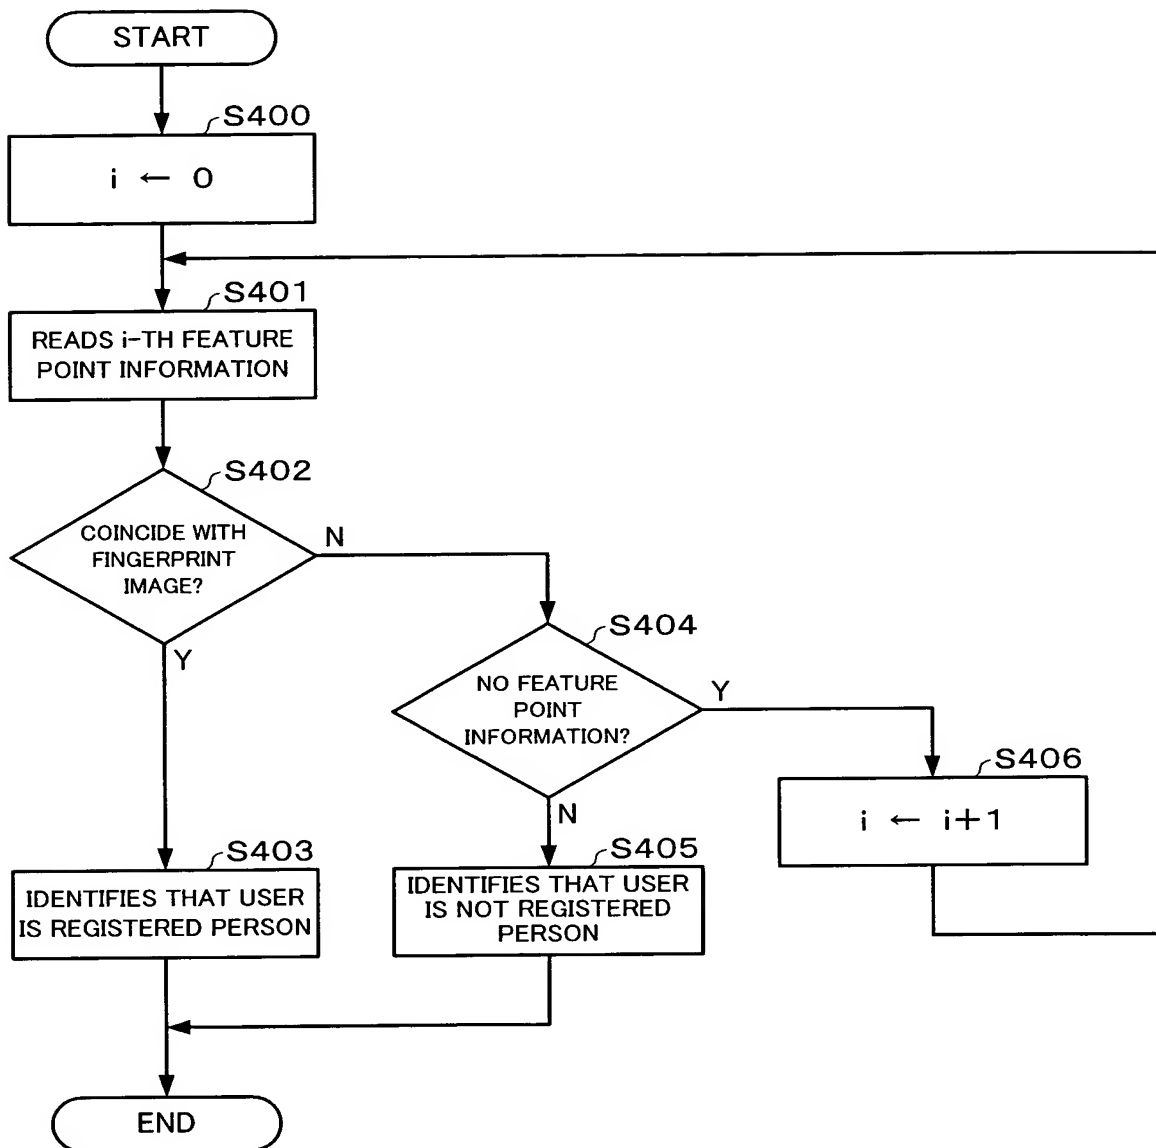 START
S400
i ← 0
S401
READS i-TH FEATURE
POINT INFORMATION
S402
COINCIDE WITH
FINGERPRINT
IMAGE?
N
Y
S404
NO FEATURE
POINT
INFORMATION?
Y
N
S406
i ← i+1
S403
IDENTIFIES THAT USER
IS REGISTERED PERSON
S405
IDENTIFIES THAT USER
IS NOT REGISTERED
PERSON
END